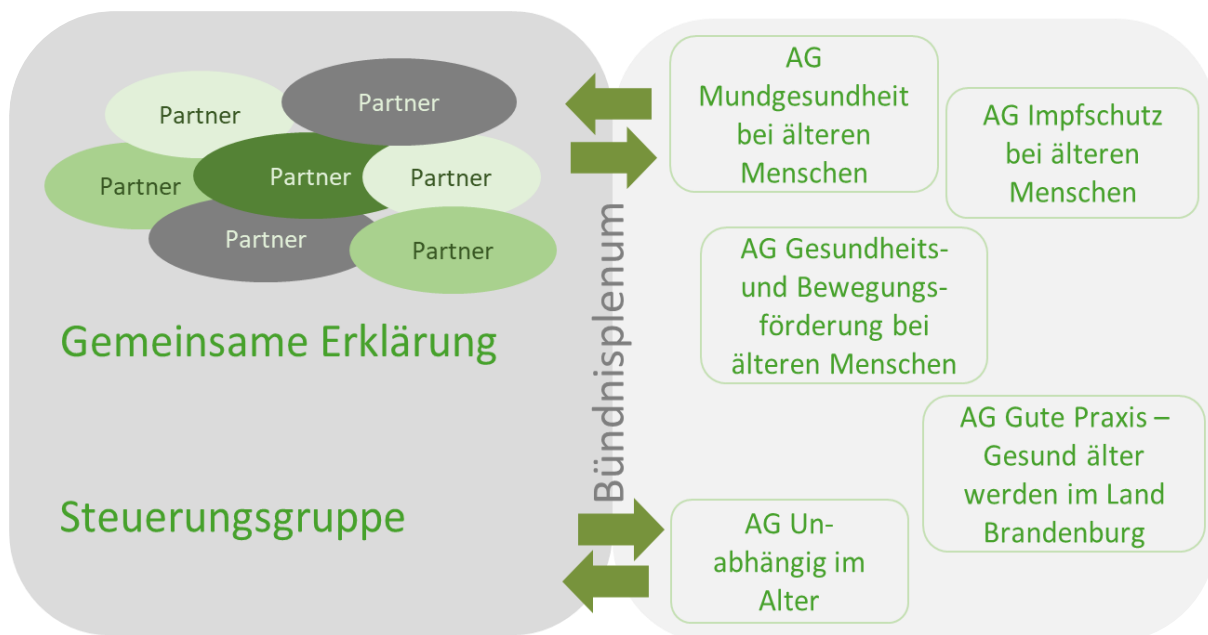 Partner
Partner
Partner
Partner
Partner
Partner
Partner
Gemeinsame Erklärung
Steuerungsgruppe
Bündnisplenum
AG
Mundgesundheit
bei älteren
Menschen
AG Impfschutz
bei älteren
Menschen
AG Gesundheits-
und Bewegungs-
förderung bei
älteren Menschen
AG Gute Praxis –
Gesund älter
werden im Land
Brandenburg
AG Un-
abhängig im
Alter